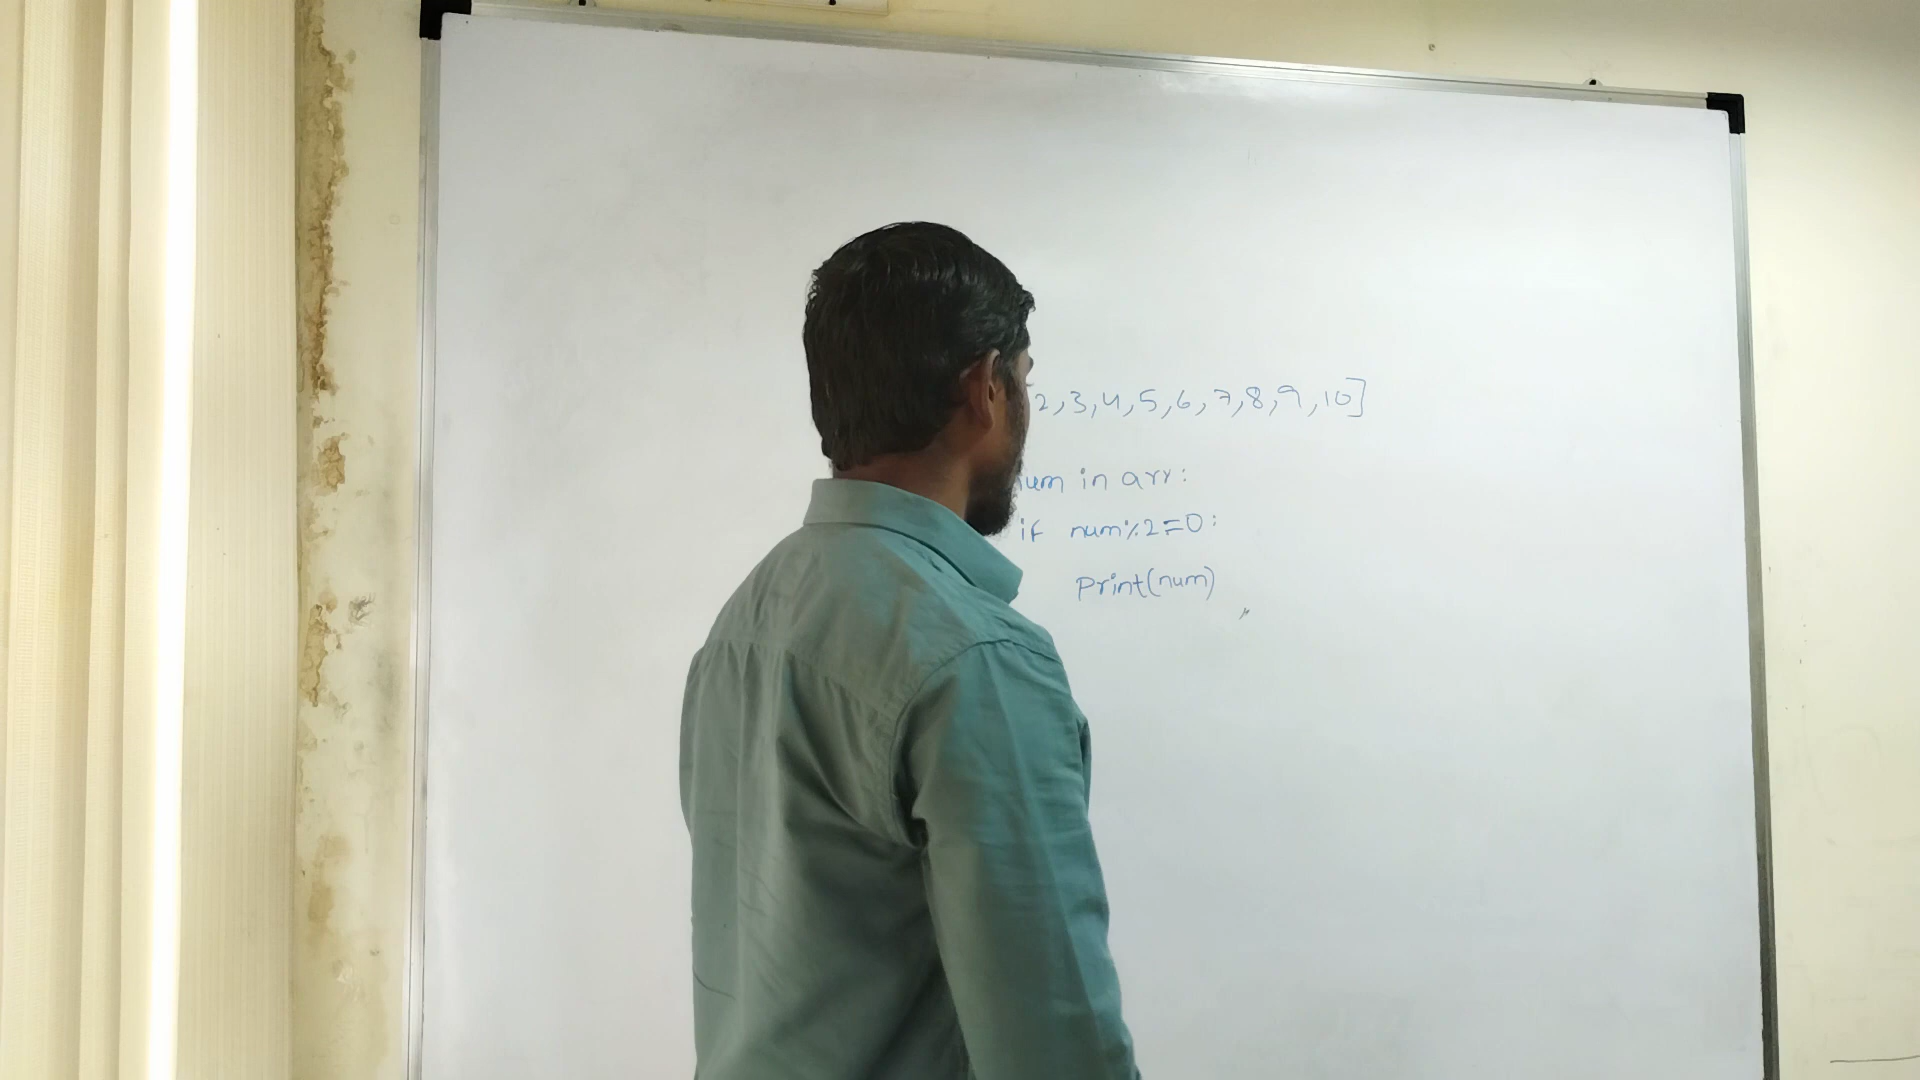 2,3,4,5,6,7,8,9,10]
num in arr:
if num%2==0:
Print(num)